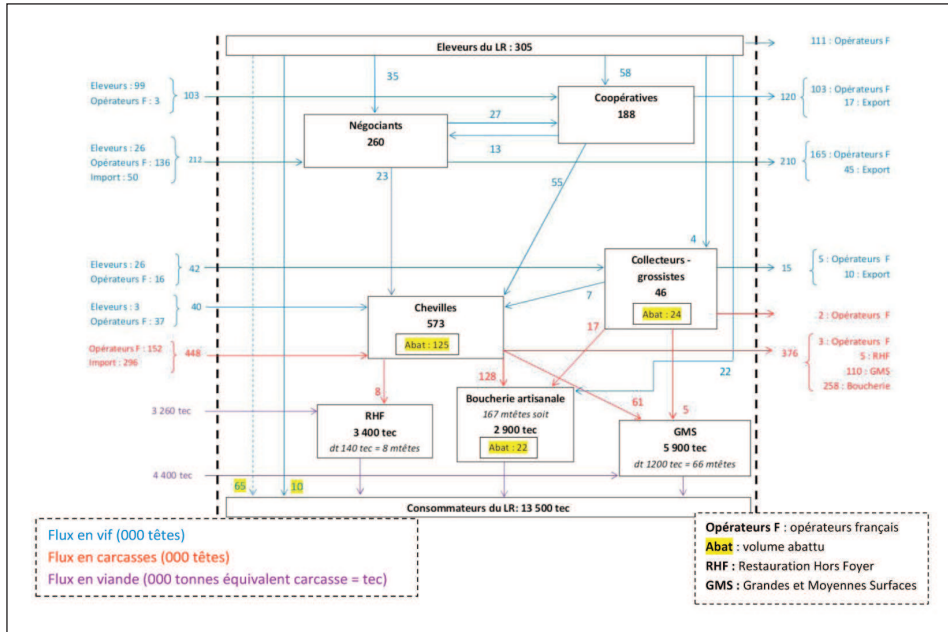 Eleveurs du LR : 305
111 : Opérateurs F
35
58
Eleveurs : 99
Opérateurs F : 3
103
Coopératives
188
120
103 : Opérateurs F
17 : Export
27
Négociants
260
13
Eleveurs : 26
Opérateurs F : 136
Import : 50
212
210
165 : Opérateurs F
45 : Export
23
55
4
Eleveurs : 26
Opérateurs F : 16
42
Collecteurs -
grossistes
46
Abat : 24
15
5 : Opérateurs F
10 : Export
7
Eleveurs : 3
Opérateurs F : 37
40
Chevilles
573
Abat : 125
17
2 : Opérateurs F
Opérateurs F : 152
Import : 296
448
376
3 : Opérateurs F
5 : RHF
110 : GMS
258 : Boucherie
22
8
128
61
5
3 260 tec
RHF
3 400 tec
dt 140 tec = 8 mtêtes
Boucherie artisanale
167 mtêtes soit
2 900 tec
Abat : 22
GMS
5 900 tec
dt 1200 tec = 66 mtêtes
4 400 tec
65
10
Consommateurs du LR: 13 500 tec
Flux en vif (000 têtes)
Flux en carcasses (000 têtes)
Flux en viande (000 tonnes équivalent carcasse = tec)
Opérateurs F : opérateurs français
Abat : volume abattu
RHF : Restauration Hors Foyer
GMS : Grandes et Moyennes Surfaces